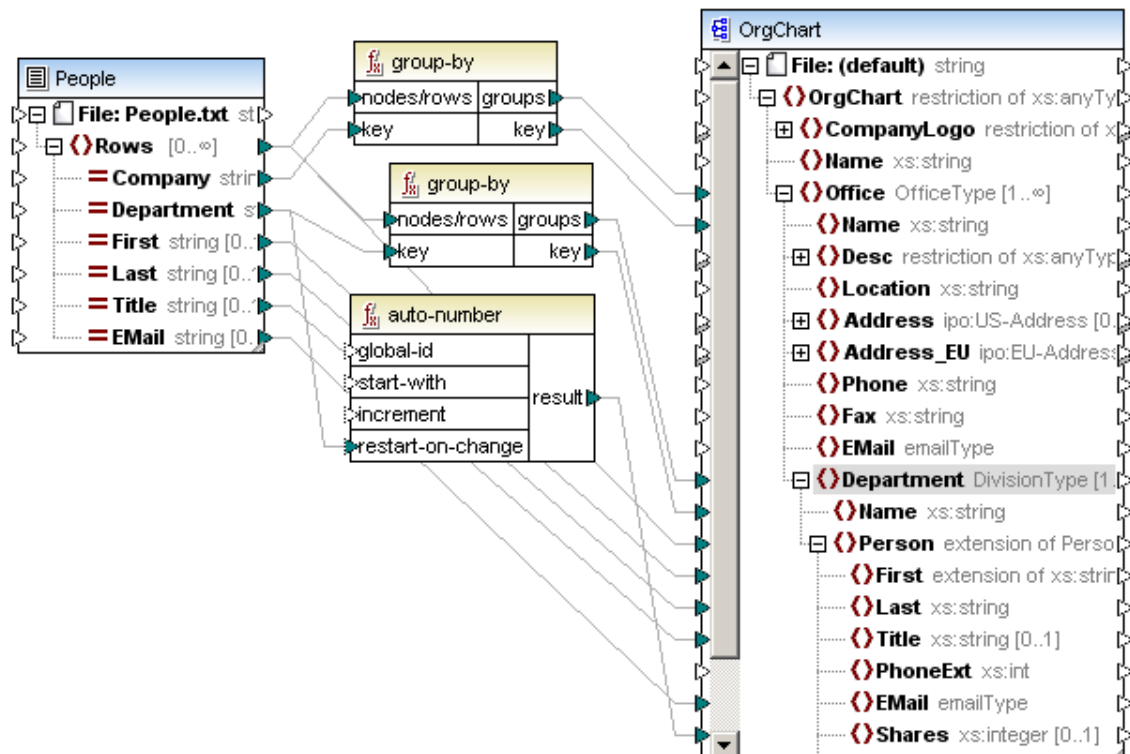 People
File: People.txt st
Rows [0..∞]
Company strin
Department s
First string [0..
Last string [0..
Title string [0..
EMail string [0..
group-by
nodes/rows groups
key key
group-by
nodes/rows groups
key key
auto-number
global-id
start-with
result
increment
restart-on-change
OrgChart
File: (default) string
OrgChart restriction of xs:anyTy
CompanyLogo restriction of x
Name xs:string
Office OfficeType [1..∞]
Name xs:string
Desc restriction of xs:anyTyp
Location xs:string
Address ipo:US-Address [0.
Address_EU ipo:EU-Address
Phone xs:string
Fax xs:string
EMail emailType
Department DivisionType [1.
Name xs:string
Person extension of Perso
First extension of xs:strin
Last xs:string
Title xs:string [0..1]
PhoneExt xs:int
EMail emailType
Shares xs:integer [0..1]